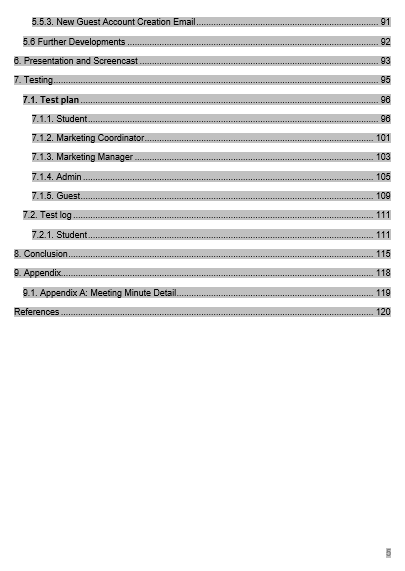 5.5.3. New Guest Account Creation Email 91
5.6 Further Developments 92
6. Presentation and Screencast 93
7. Testing 95
7.1. Test plan 96
7.1.1. Student 96
7.1.2. Marketing Coordinator 101
7.1.3. Marketing Manager 103
7.1.4. Admin 105
7.1.5. Guest 109
7.2. Test log 111
7.2.1. Student 111
8. Conclusion 115
9. Appendix 118
9.1. Appendix A: Meeting Minute Detail 119
References 120
5